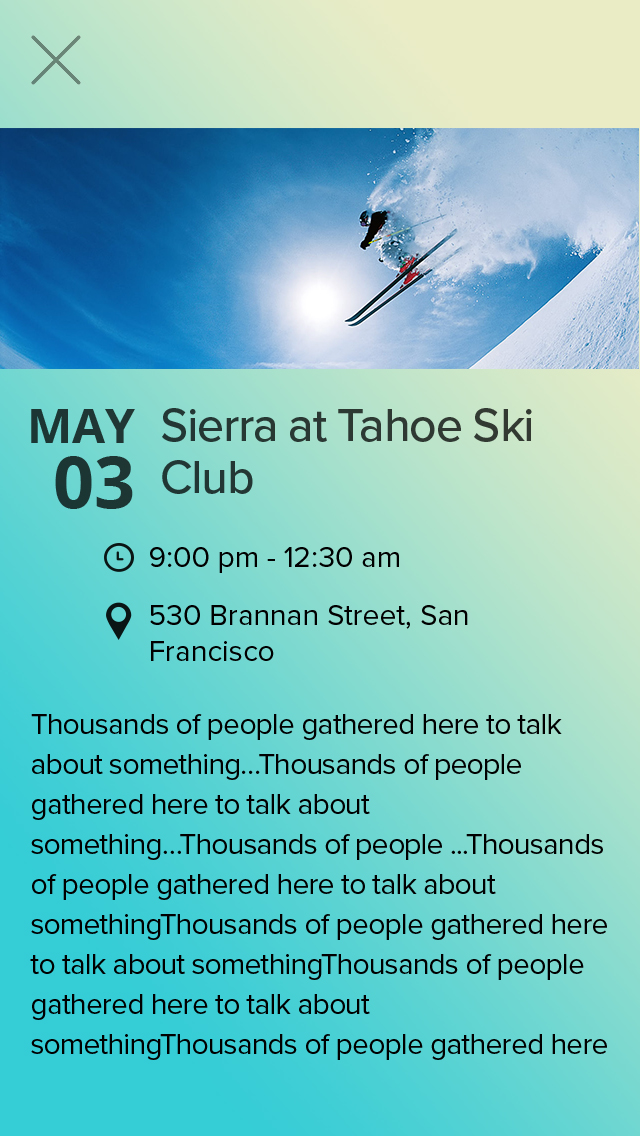 MAY
03
Sierra at Tahoe Ski
Club
9:00 pm - 12:30 am
530 Brannan Street, San
Francisco
Thousands of people gathered here to talk
about something...Thousands of people
gathered here to talk about
something...Thousands of people ...Thousands
of people gathered here to talk about
somethingThousands of people gathered here
to talk about somethingThousands of people
gathered here to talk about
somethingThousands of people gathered here